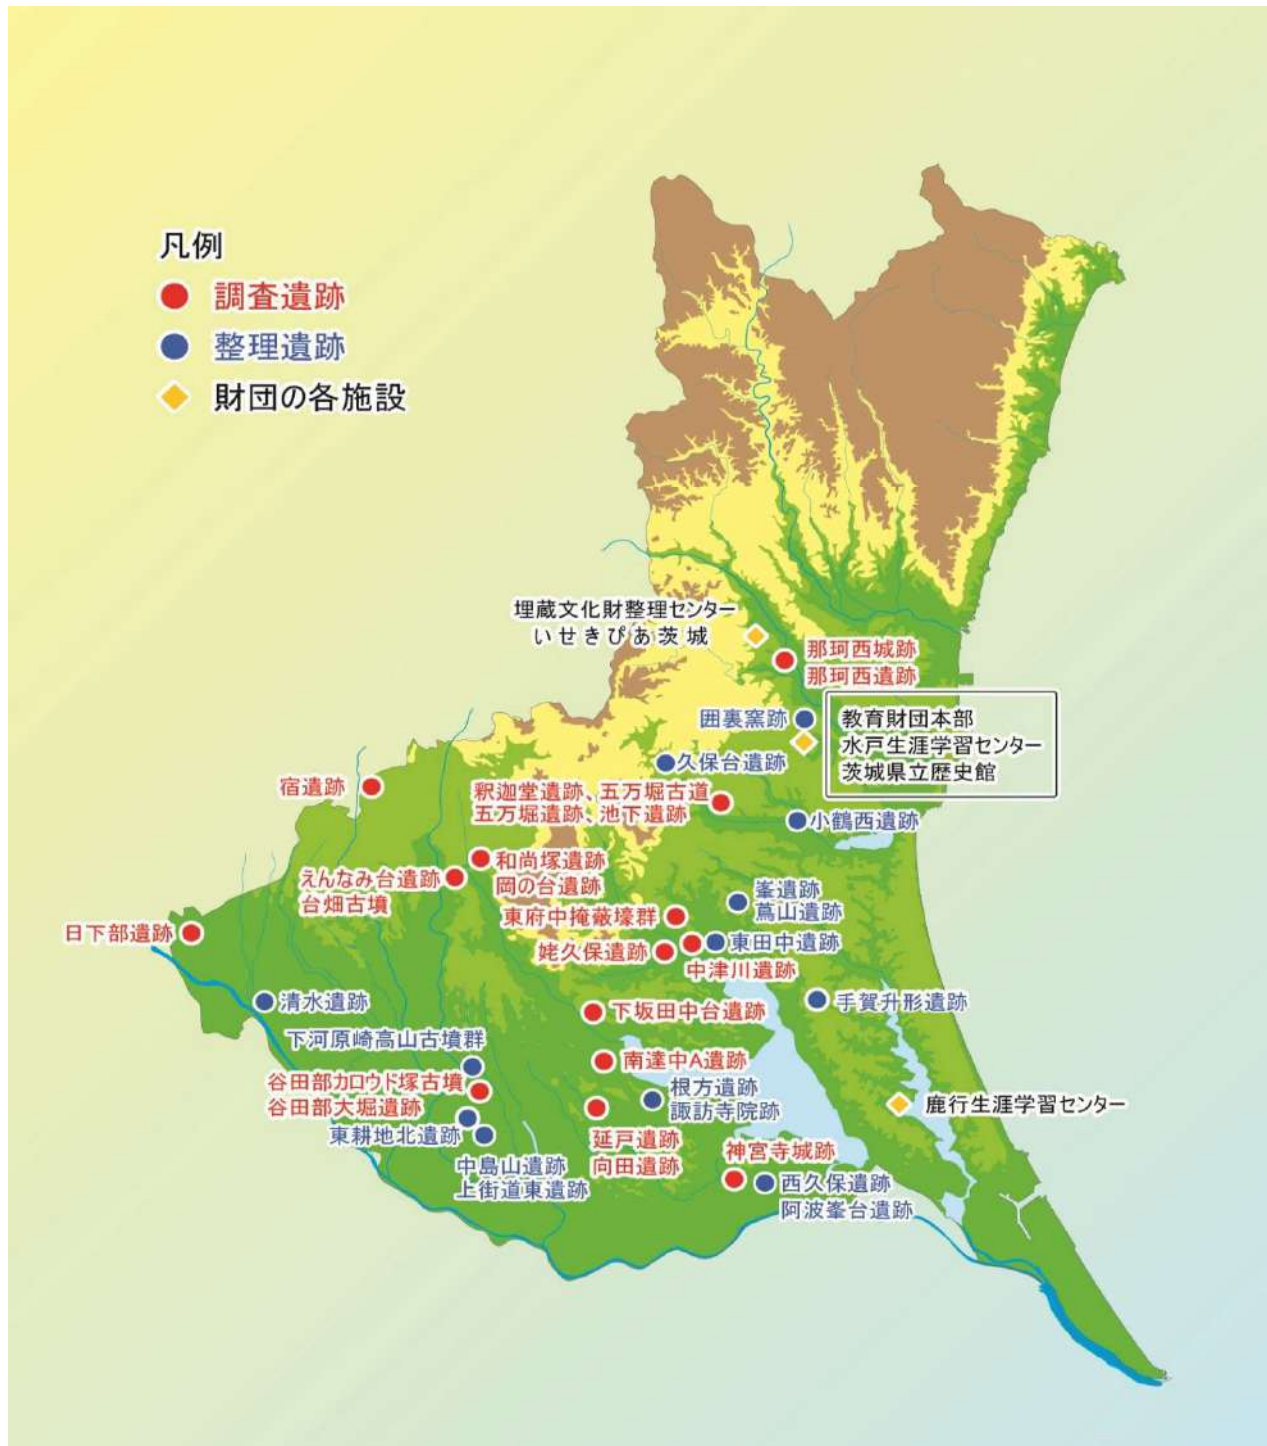 凡例
調査遺跡
整理遺跡
財団の各施設
埋蔵文化財整理センター
いせきぴあ茨城
那珂西城跡
那珂西遺跡
囲裏窯跡
教育財団本部
水戸生涯学習センター
茨城県立歴史館
久保台遺跡
宿遺跡
釈迦堂遺跡、五万堀古道
五万堀遺跡、池下遺跡
小鶴西遺跡
和尚塚遺跡
岡の台遺跡
えんなみ台遺跡
台畑古墳
峯遺跡
蔦山遺跡
東府中掩蔽壕群
日下部遺跡
姥久保遺跡
東田中遺跡
中津川遺跡
清水遺跡
下坂田中台遺跡
手賀升形遺跡
下河原崎高山古墳群
南達中A遺跡
谷田部カロウド塚古墳
谷田部大堀遺跡
根方遺跡
諏訪寺院跡
鹿行生涯学習センター
東耕地北遺跡
延戸遺跡
向田遺跡
神宮寺城跡
中島山遺跡
上街道東遺跡
西久保遺跡
阿波峯台遺跡